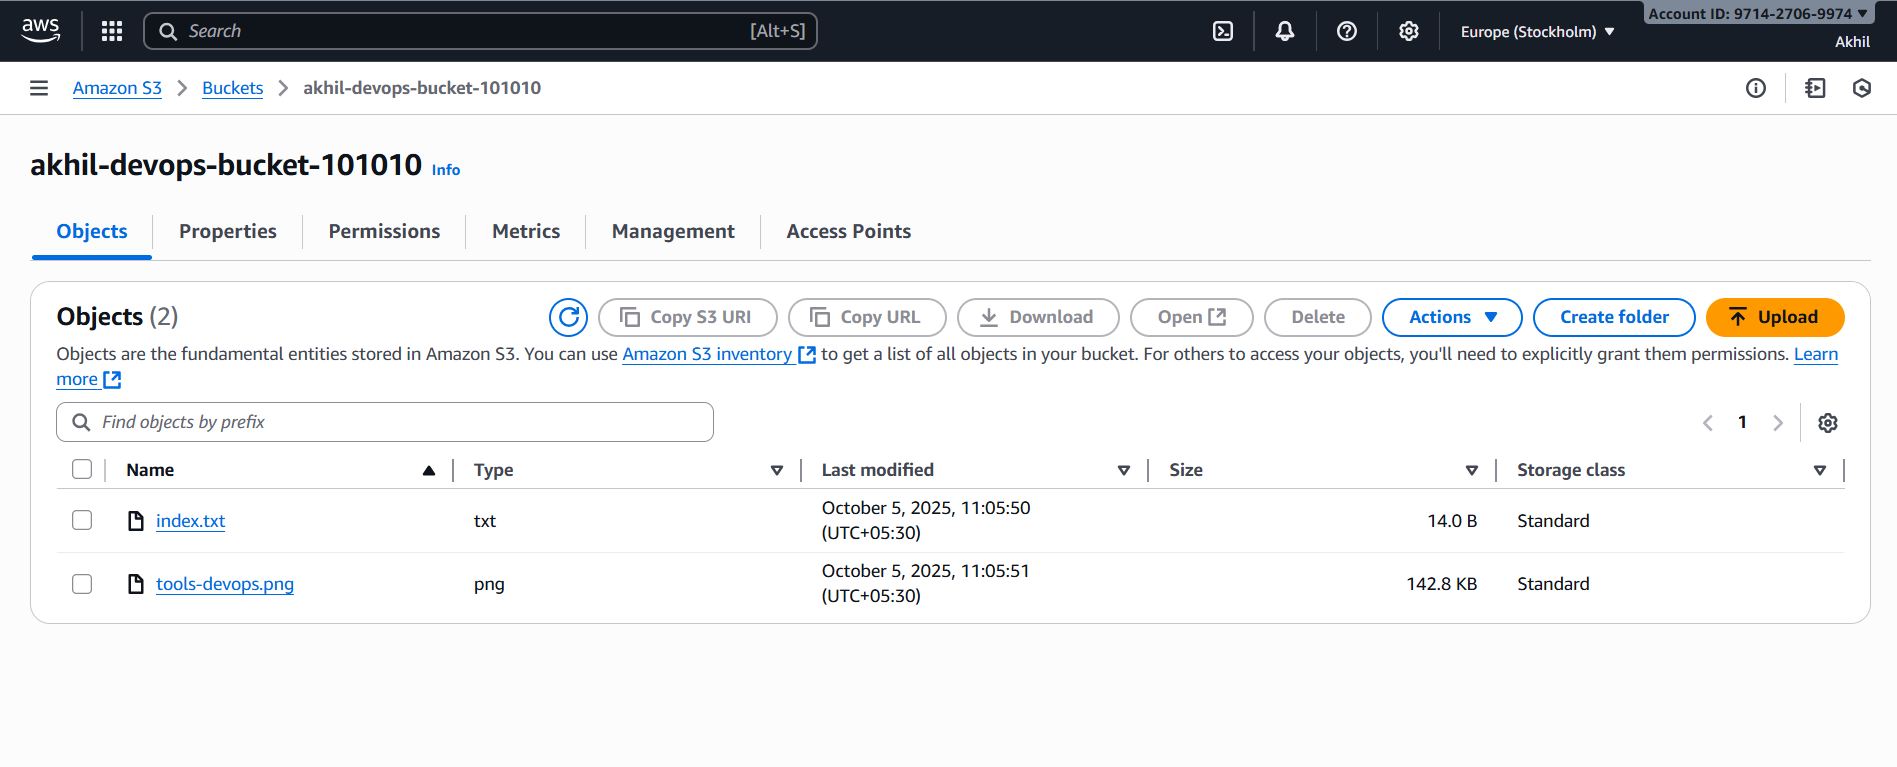 aws
Search [Alt+S]
Europe (Stockholm)
Account ID: 9714-2706-9974
Akhil
Amazon S3 Buckets akhil-devops-bucket-101010
akhil-devops-bucket-101010 Info
Objects Properties Permissions Metrics Management Access Points
Objects (2) Copy S3 URI Copy URL Download Open Delete Actions Create folder Upload
Objects are the fundamental entities stored in Amazon S3. You can use Amazon S3 inventory to get a list of all objects in your bucket. For others to access your objects, you'll need to explicitly grant them permissions. Learn
more
Find objects by prefix 1
Name Type Last modified Size Storage class
index.txt txt October 5, 2025, 11:05:50 14.0 B Standard
(UTC+05:30)
tools-devops.png png October 5, 2025, 11:05:51 142.8 KB Standard
(UTC+05:30)